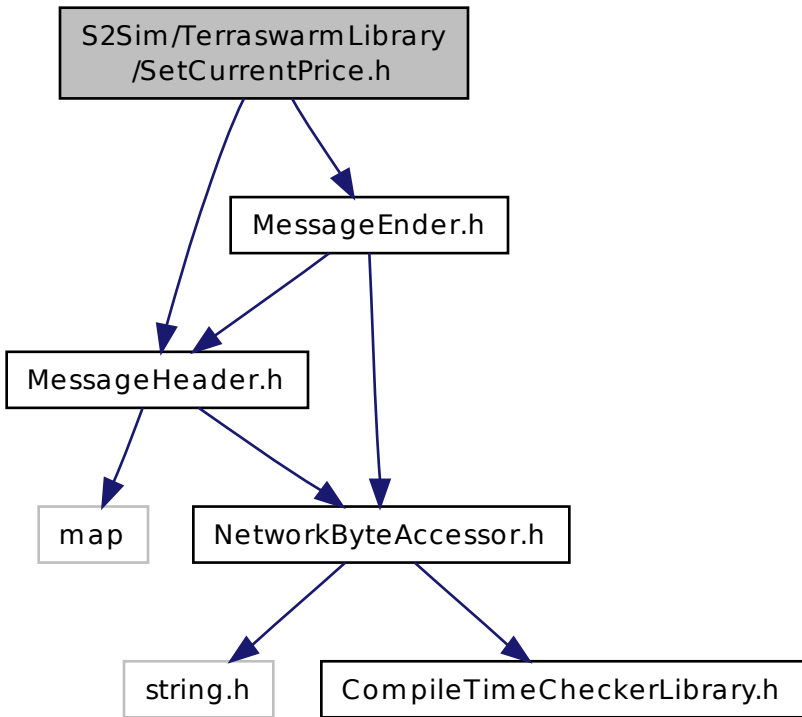 S2Sim/TerraswarmLibrary
/SetCurrentPrice.h
MessageEnder.h
MessageHeader.h
map
NetworkByteAccessor.h
string.h
CompileTimeCheckerLibrary.h